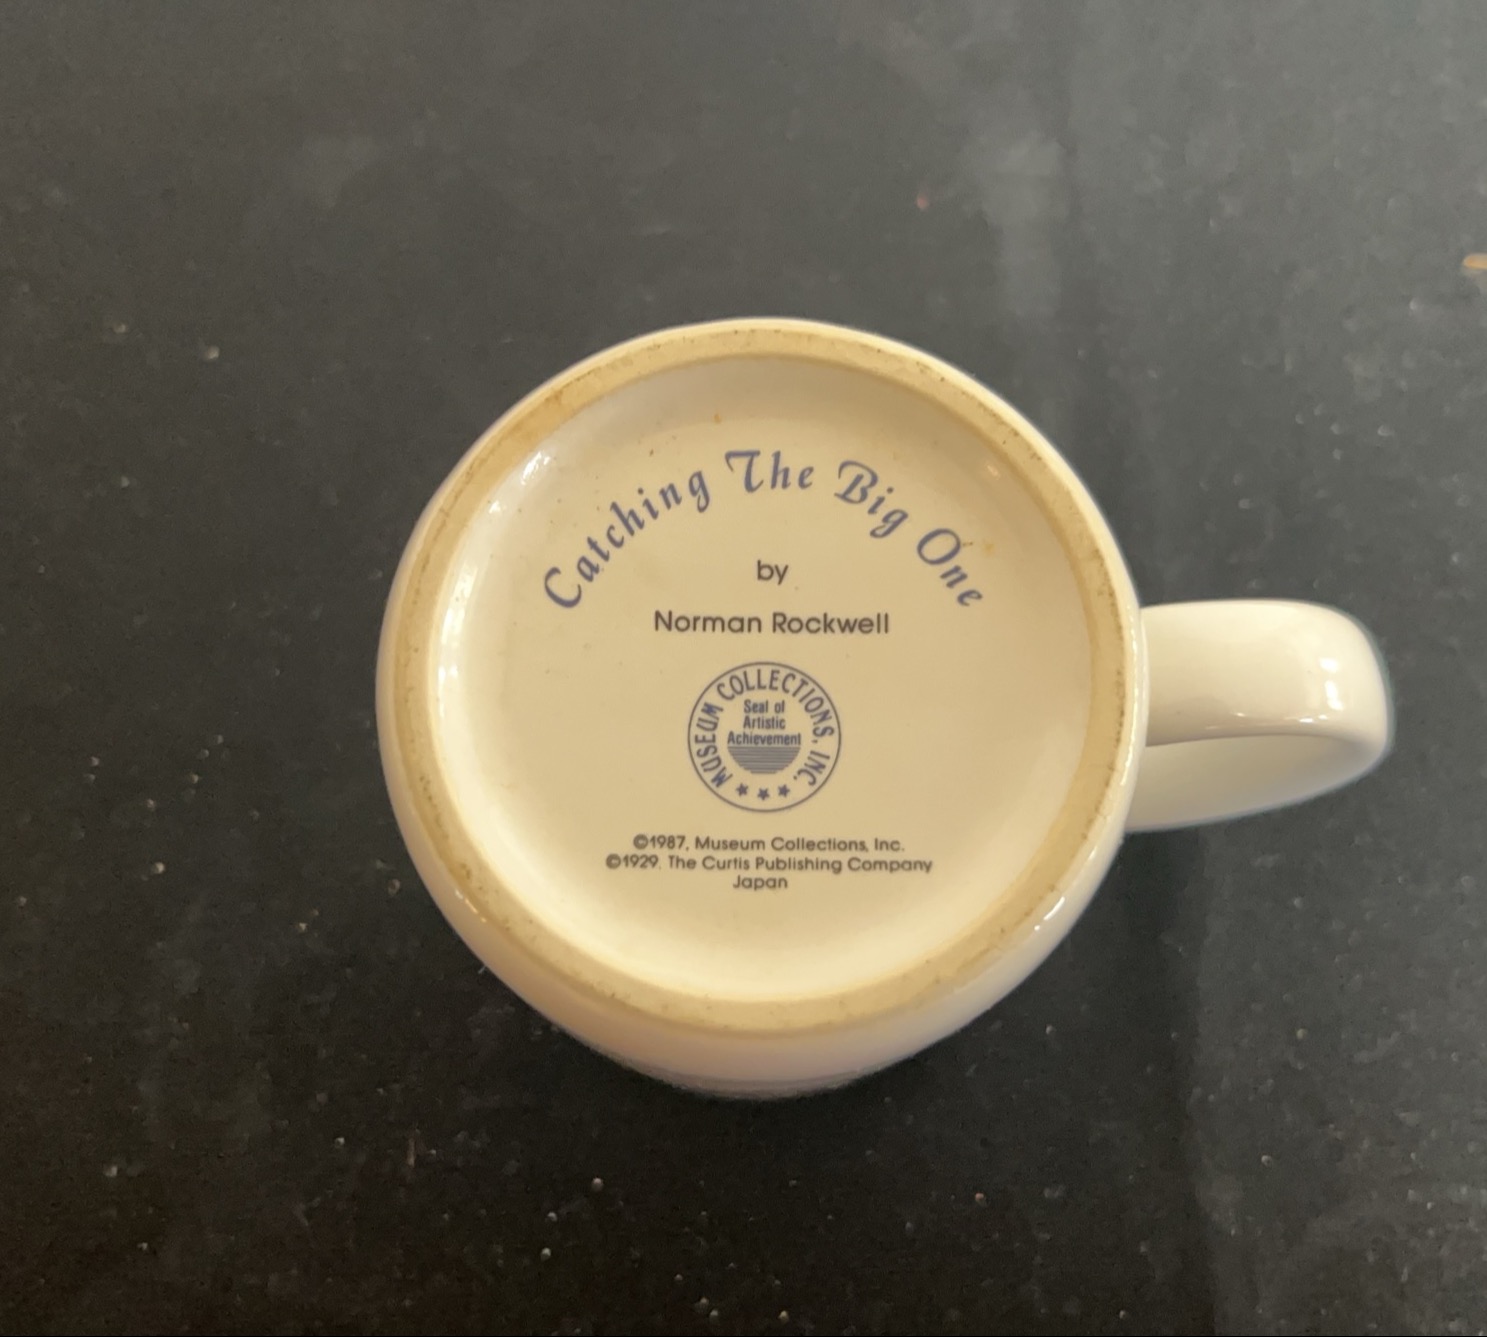 Catching The Big One
by
Norman Rockwell
MUSEUM COLLECTIONS, INC.
Seal of
Artistic
Achievement
©1987, Museum Collections, Inc.
©1929. The Curtis Publishing Company
Japan